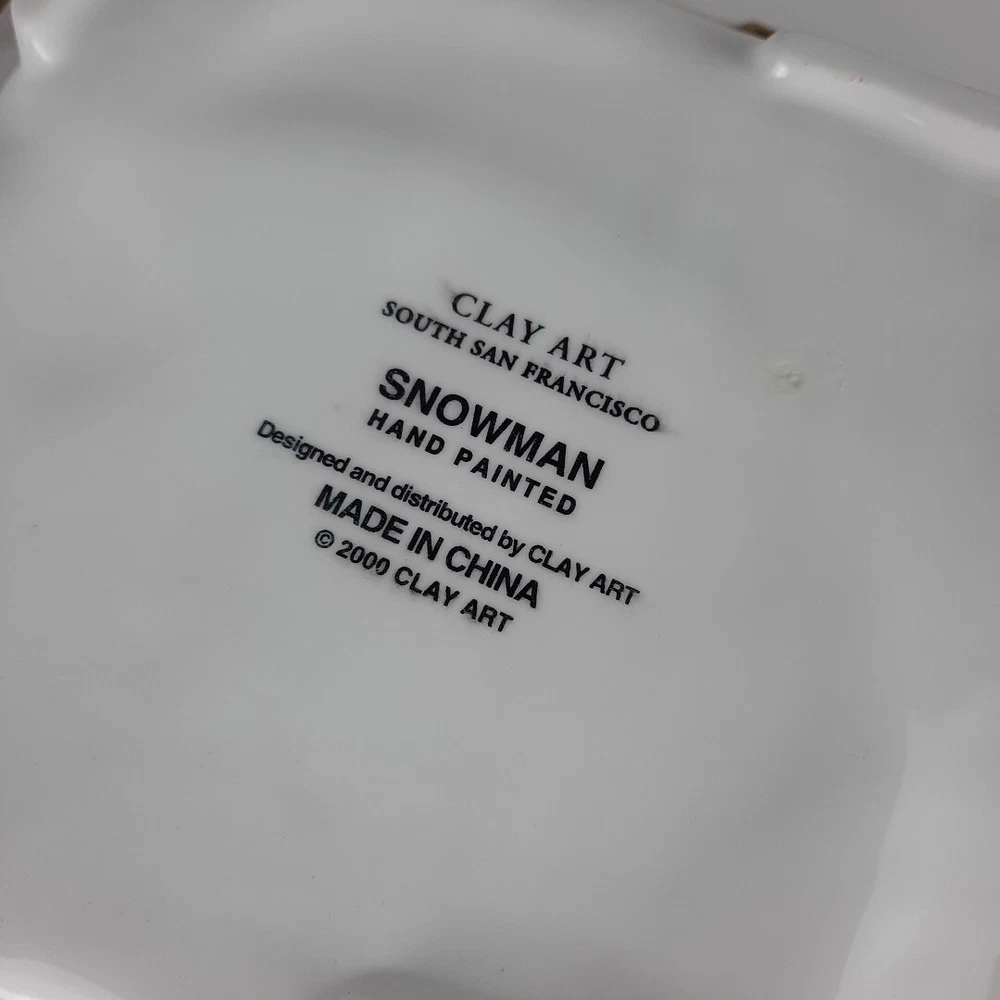 CLAY ART
SOUTH SAN FRANCISCO
SNOWMAN
HAND PAINTED
Designed and distributed by CLAY ART
MADE IN CHINA
© 2000 CLAY ART